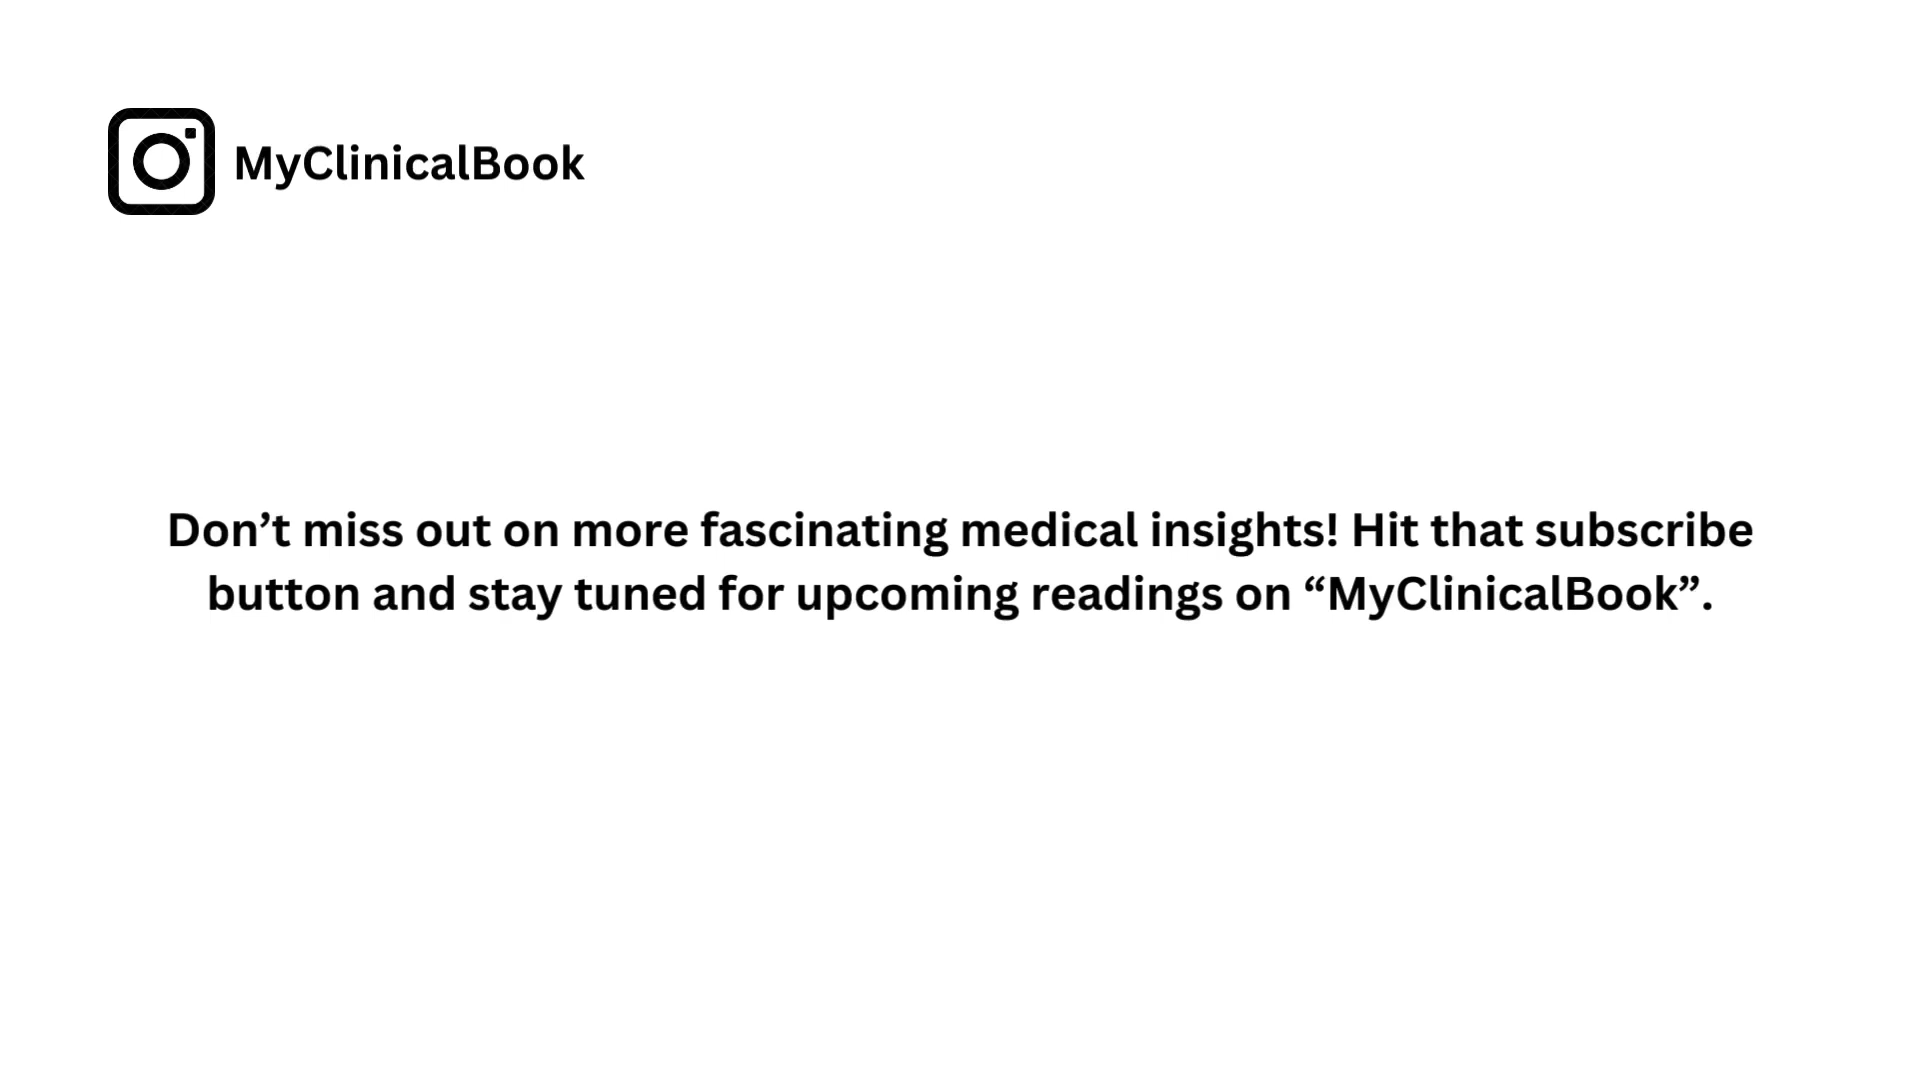 MyClinicalBook
Don’t miss out on more fascinating medical insights! Hit that subscribe
button and stay tuned for upcoming readings on “MyClinicalBook”.